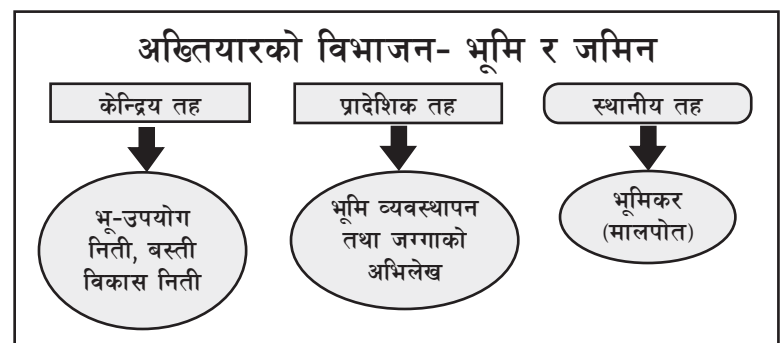 अख्तियारको विभाजन- भूमि र जमिन
केन्द्रिय तह
प्रादेशिक तह
स्थानीय तह
भू-उपयोग
निती, बस्ती
विकास निती
भूमि व्यवस्थापन
तथा जग्गाको
अभिलेख
भूमिकर
(मालपोत)